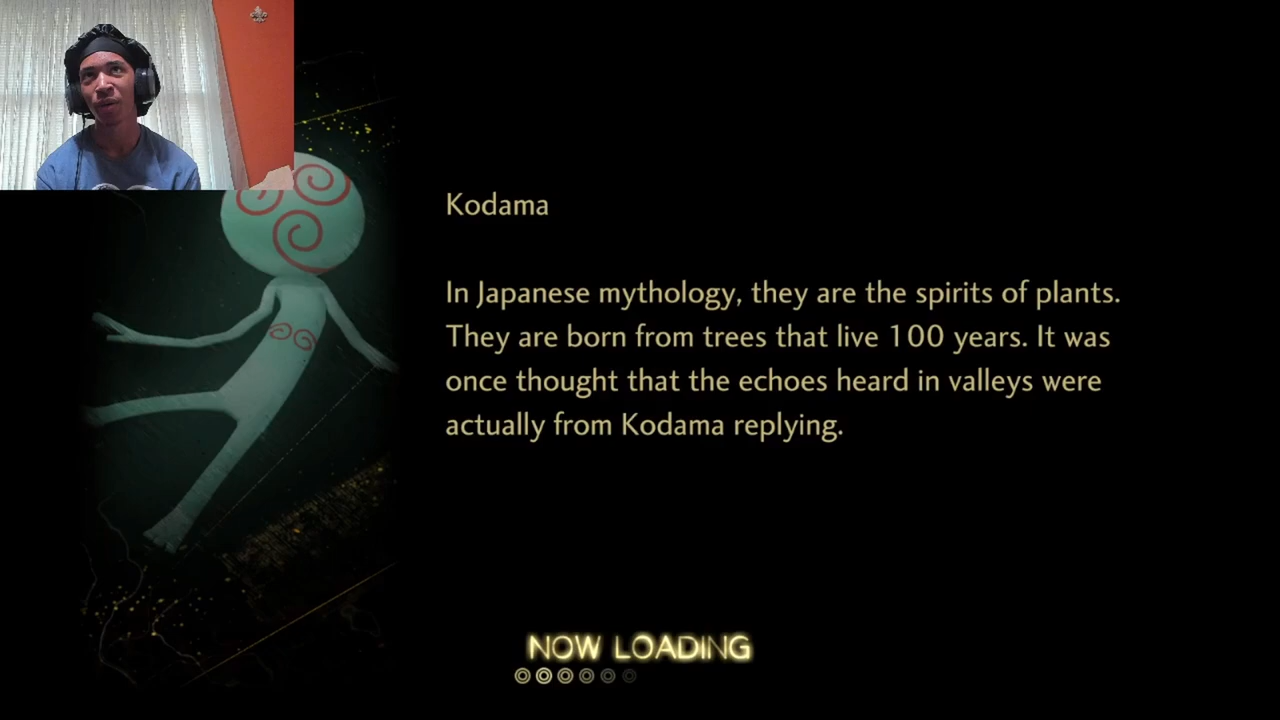 Kodama
In Japanese mythology, they are the spirits of plants.
They are born from trees that live 100 years. It was
once thought that the echoes heard in valleys were
actually from Kodama replying.
NOW LOADING